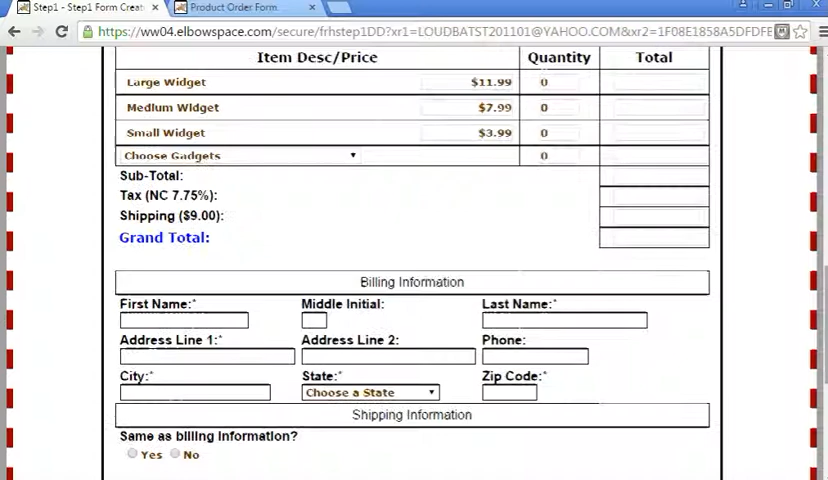 Step1 - Step1 Form Creat
Product Order Form
https://ww04.elbowspace.com/secure/frhstep1DD?xr1=LOUDBATST201101@YAHOO.COM&xr2=1F08E1858A5DFDFE
Item Desc/Price Quantity Total
Large Widget $11.99 0
Medium Widget $7.99 0
Small Widget $3.99 0
Choose Gadgets 0
Sub-Total:
Tax (NC 7.75%):
Shipping ($9.00):
Grand Total:
Billing Information
First Name:* Middle Initial: Last Name:*
Address Line 1:* Address Line 2: Phone:
City:* State:* Zip Code:*
Choose a State
Shipping Information
Same as billing information?
Yes No